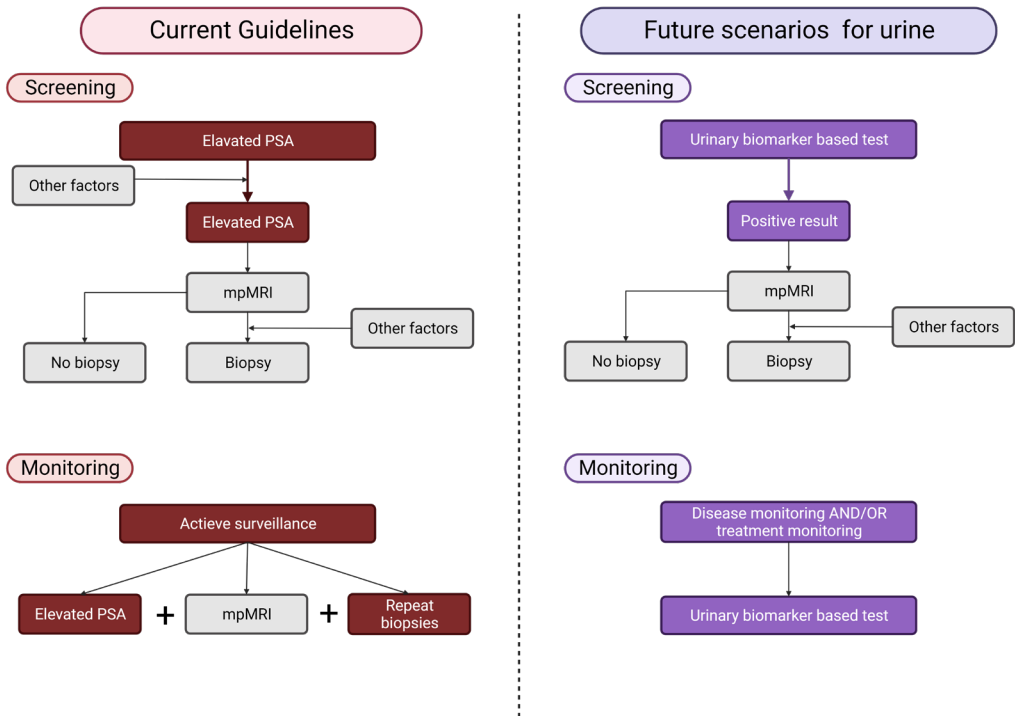 Current Guidelines
Screening
Elavated PSA
Other factors
Elevated PSA
mpMRI
Other factors
No biopsy
Biopsy
Monitoring
Actieve surveillance
Elevated PSA
+
mpMRI
+
Repeat
biopsies
Future scenarios for urine
Screening
Urinary biomarker based test
Positive result
mpMRI
Other factors
No biopsy
Biopsy
Monitoring
Disease monitoring AND/OR
treatment monitoring
Urinary biomarker based test